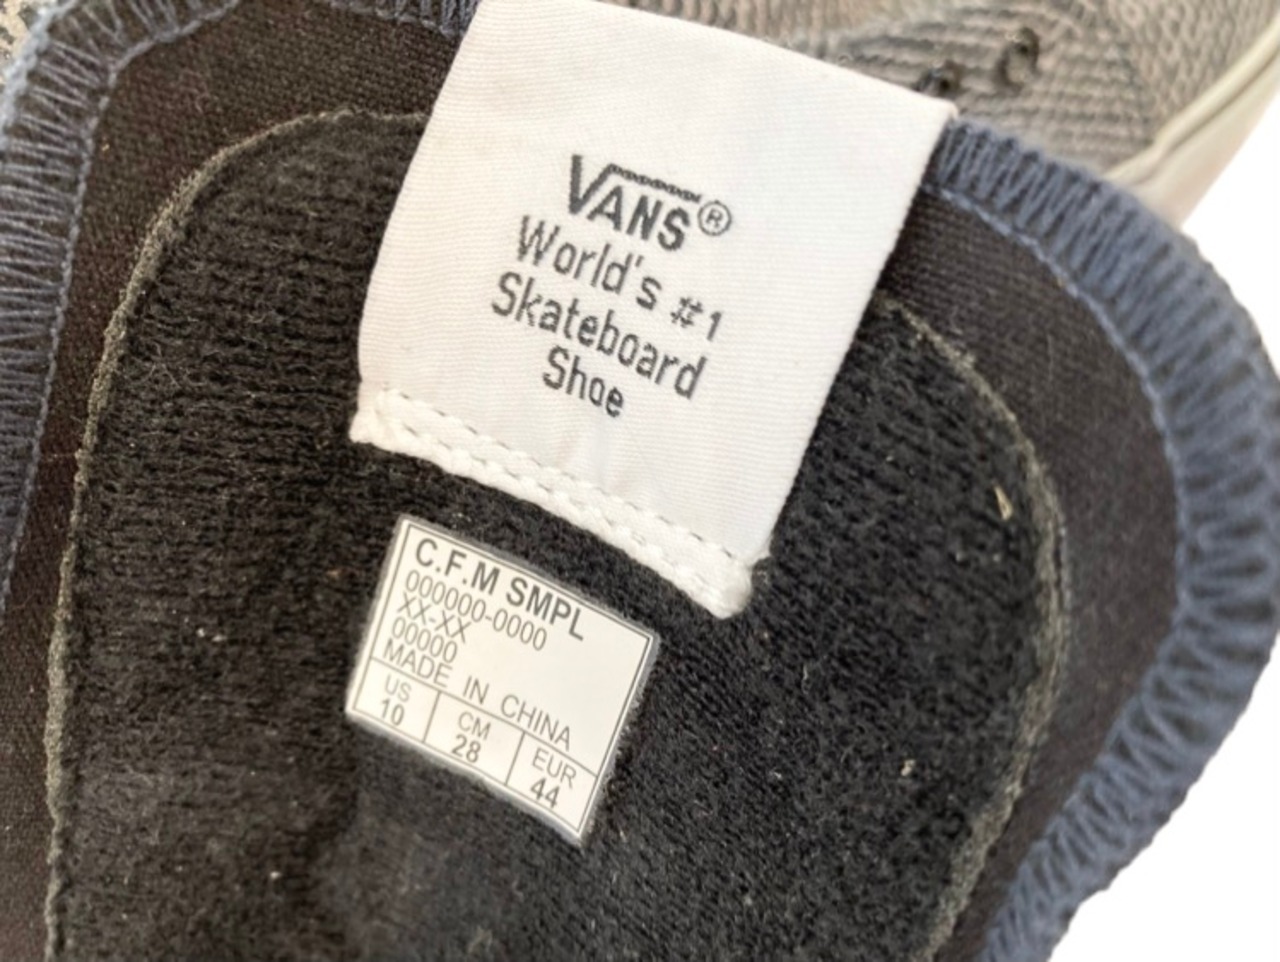 VANS®
World's #1
Skateboard
Shoe
C.F.M SMPL
000000-0000
XX-XX
00000
MADE IN CHINA
US CM EUR
10 28 44